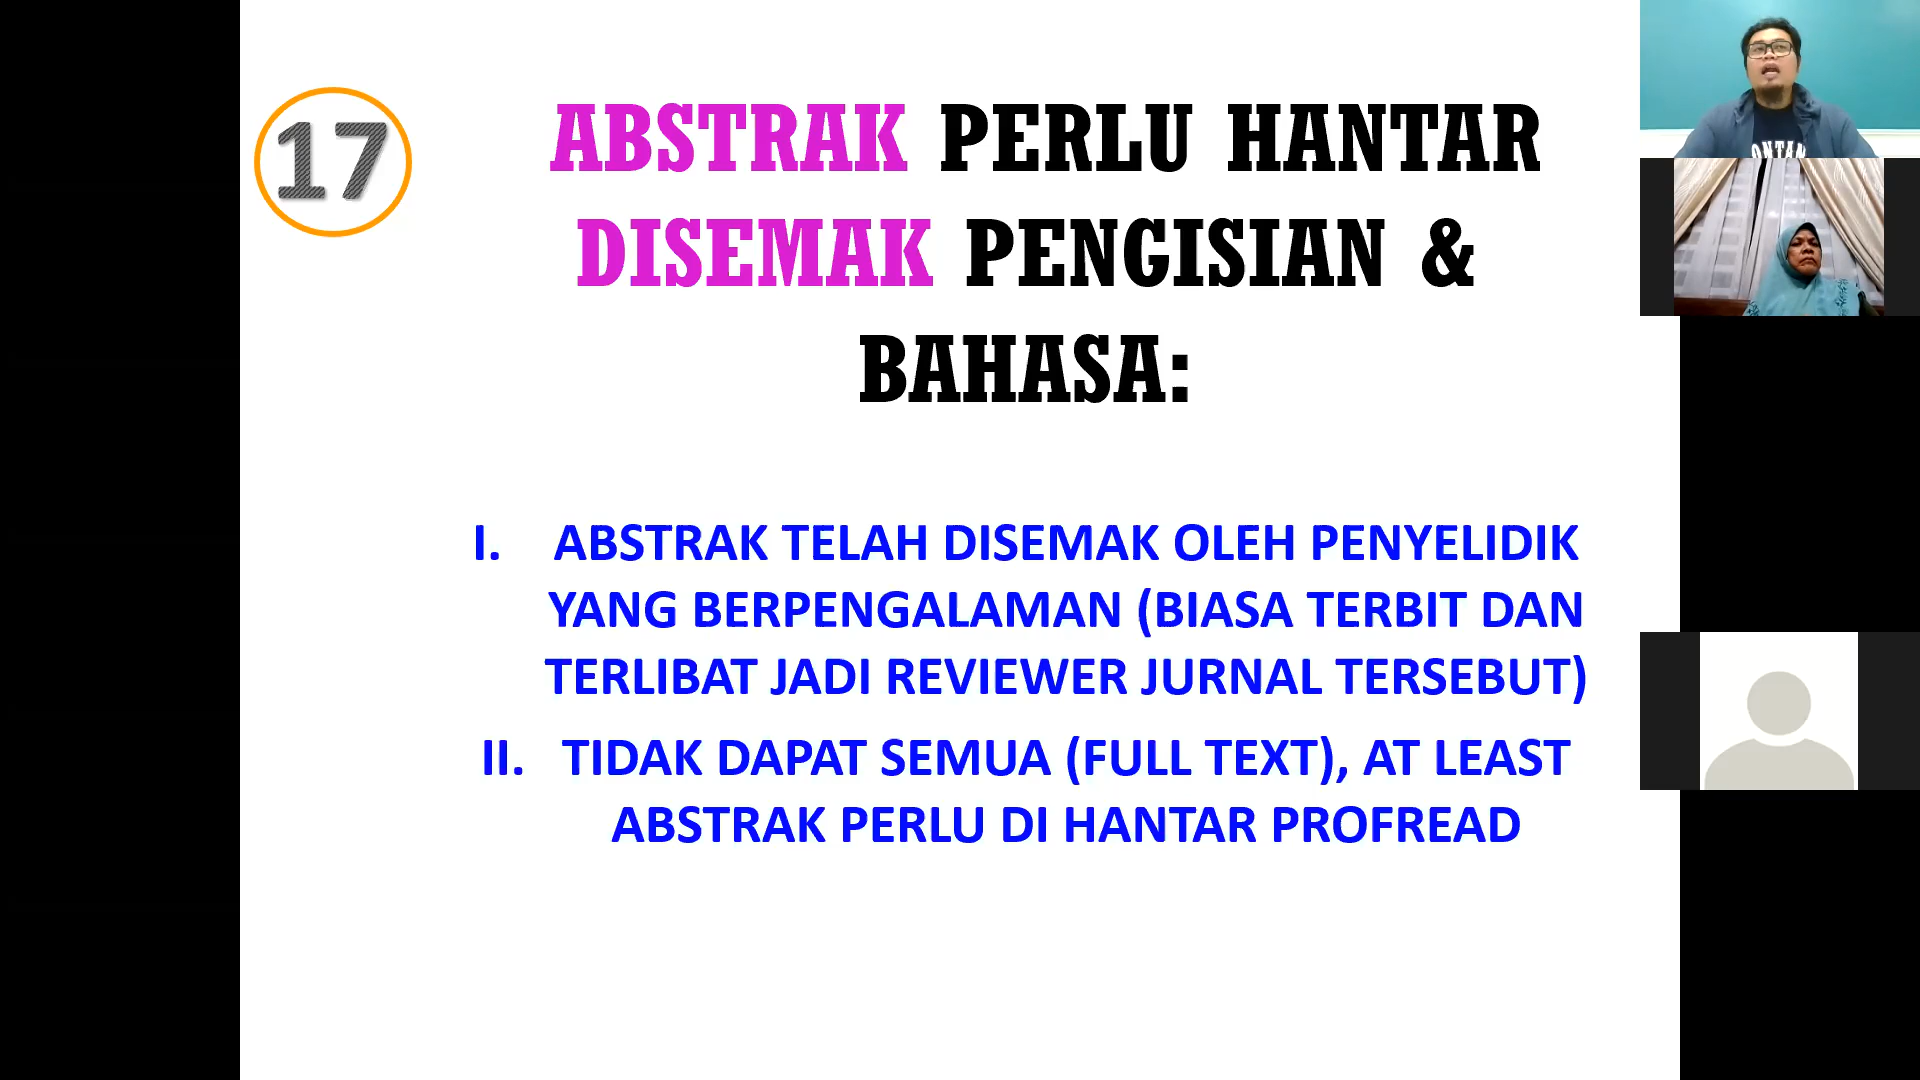 17
ABSTRAK PERLU HANTAR
DISEMAK PENGISIAN &
BAHASA:
I. ABSTRAK TELAH DISEMAK OLEH PENYELIDIK
YANG BERPENGALAMAN (BIASA TERBIT DAN
TERLIBAT JADI REVIEWER JURNAL TERSEBUT)
II. TIDAK DAPAT SEMUA (FULL TEXT), AT LEAST
ABSTRAK PERLU DI HANTAR PROFREAD